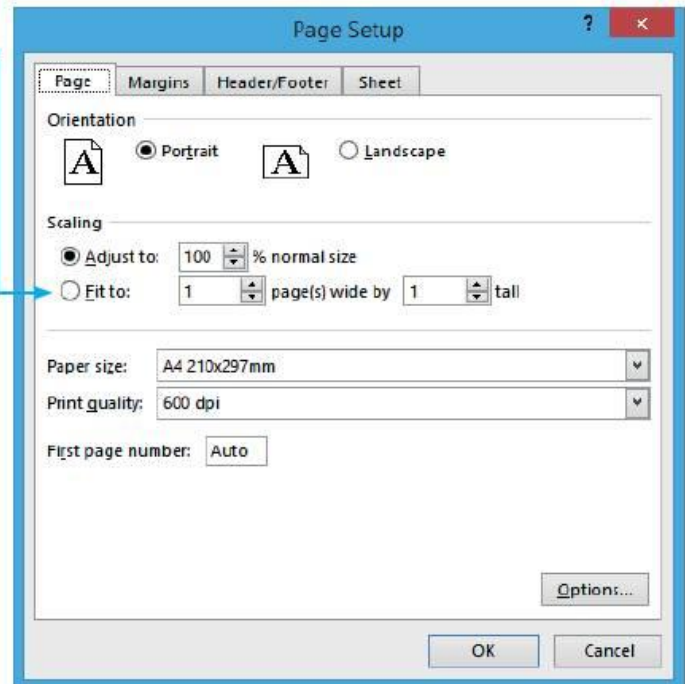 Page Setup ? ×
Page Margins Header/Footer Sheet
Orientation
A Portrait A Landscape
Scaling
Adjust to: 100 % normal size
Fit to: 1 page(s) wide by 1 tall
Paper size: A4 210x297mm
Print quality: 600 dpi
First page number: Auto
Options...
OK Cancel